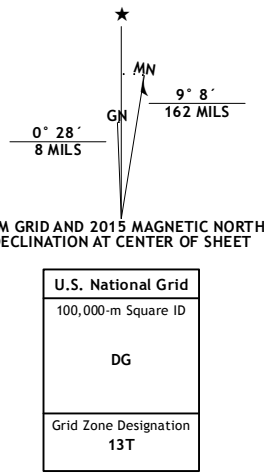 ★
MN
GN
0° 28´
8 MILS
9° 8´
162 MILS
M GRID AND 2015 MAGNETIC NORTH
DECLINATION AT CENTER OF SHEET
U.S. National Grid
100,000-m Square ID
DG
Grid Zone Designation
13T